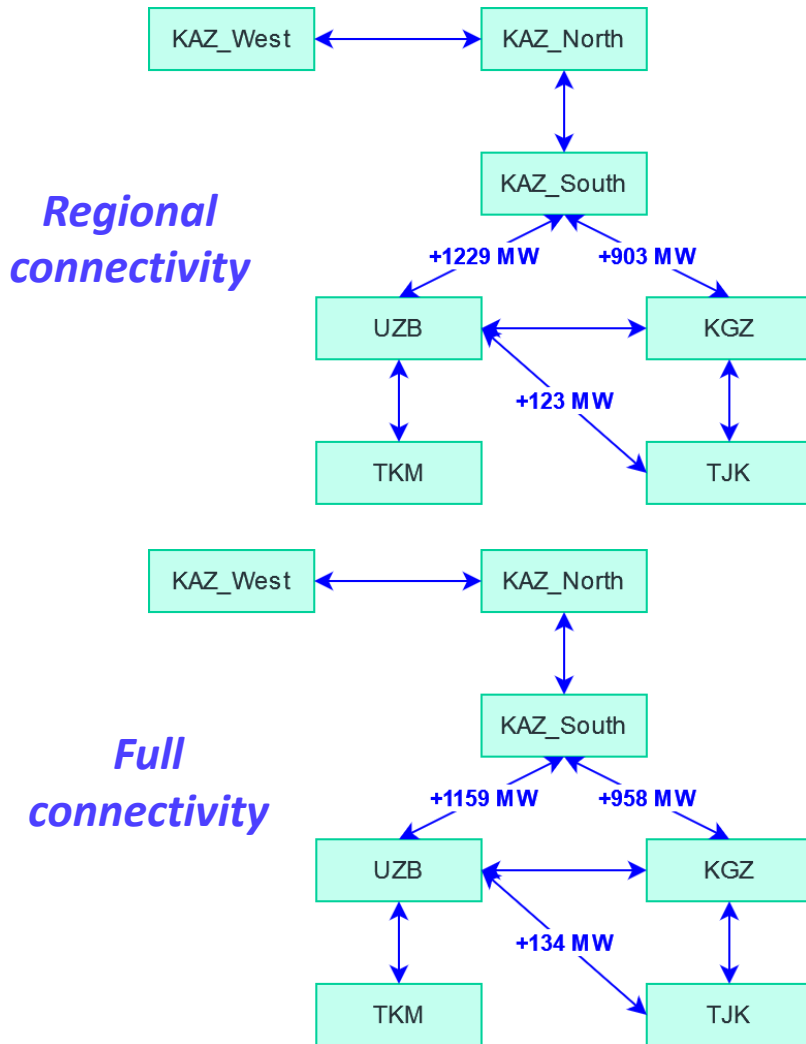 KAZ_West
KAZ_North
KAZ_South
Regional
connectivity
+1229 MW
+903 MW
UZB
KGZ
+123 MW
TKM
TJK
KAZ_West
KAZ_North
KAZ_South
Full
connectivity
+1159 MW
+958 MW
UZB
KGZ
+134 MW
TKM
TJK